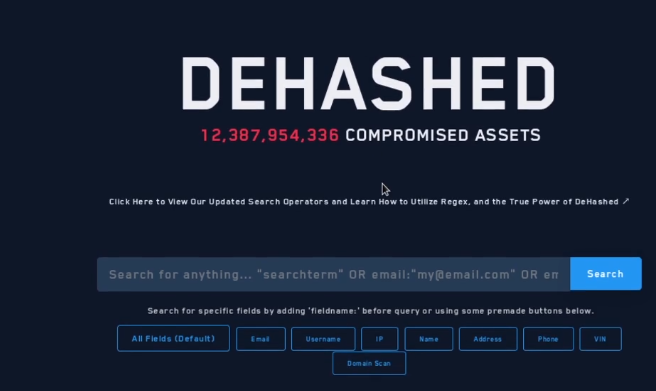 DEHASHED
12,387,954,336 COMPROMISED ASSETS
Click Here to View Our Updated Search Operators and Learn How to Utilize Regex, and the True Power of DeHashed
Search for anything... "searchterm" OR email:"my@email.com" OR em
Search
Search for specific fields by adding 'fieldname:' before query or using some premade buttons below.
All Fields (Default) Email Username IP Name Address Phone VIN
Domain Scan